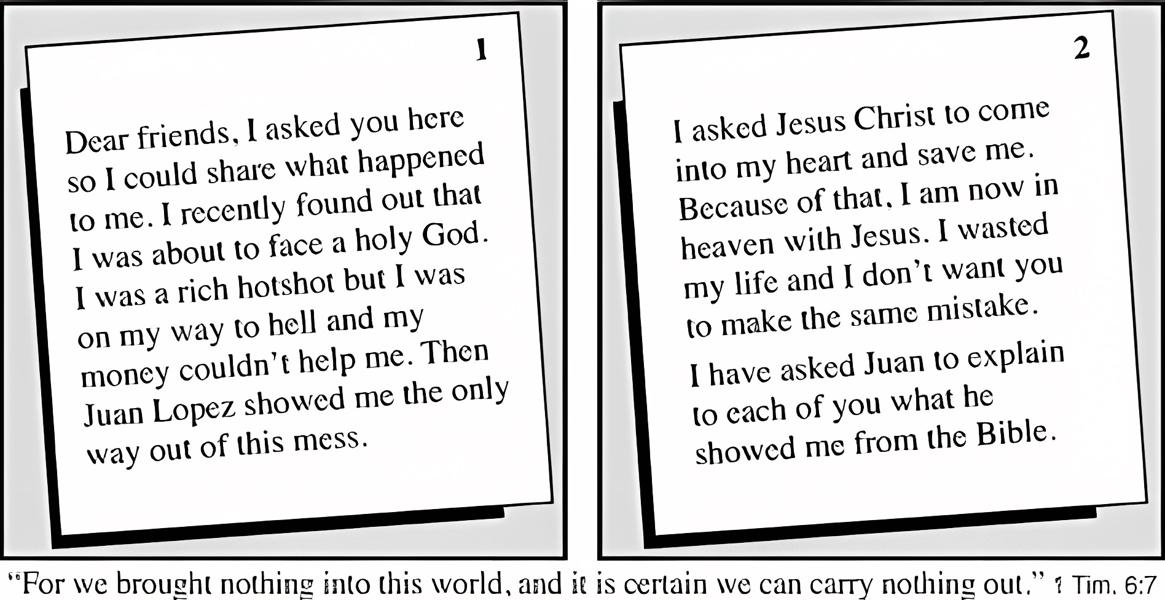 1
Dear friends, I asked you here
so I could share what happened
to me. I recently found out that
I was about to face a holy God.
I was a rich hotshot but I was
on my way to hell and my
money couldn't help me. Then
Juan Lopez showed me the only
way out of this mess.
2
I asked Jesus Christ to come
into my heart and save me.
Because of that, I am now in
heaven with Jesus. I wasted
my life and I don't want you
to make the same mistake.
I have asked Juan to explain
to each of you what he
showed me from the Bible.
"For we brought nothing into this world, and it is certain we can carry nothing out." 1 Tim. 6:7